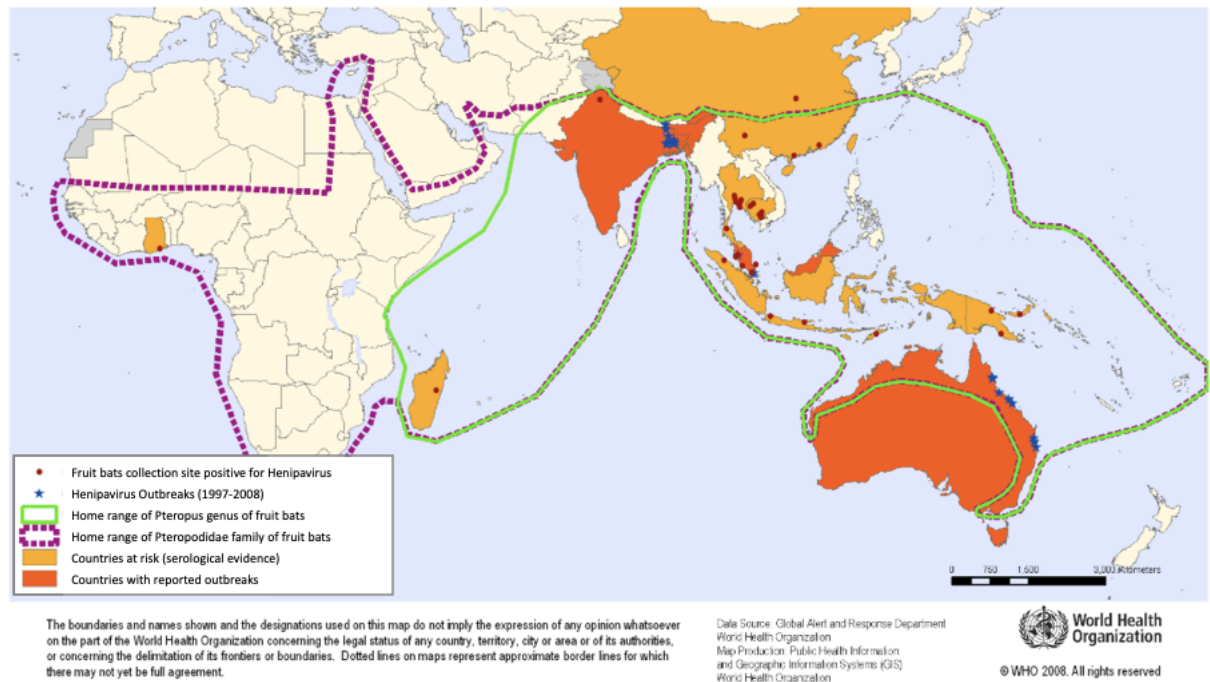 Fruit bats collection site positive for Henipavirus
Henipavirus Outbreaks (1997-2008)
Home range of Pteropus genus of fruit bats
Home range of Pteropodidae family of fruit bats
Countries at risk (serological evidence)
Countries with reported outbreaks
0 750 1,500 3,000 Kilometers
The boundaries and names shown and the designations used on this map do not imply the expression of any opinion whatsoever
on the part of the World Health Organization concerning the legal status of any country, territory, city or area or of its authorities,
or concerning the delimitation of its frontiers or boundaries. Dotted lines on maps represent approximate border lines for which
there may not yet be full agreement.
Data Source: Global Alert and Response Department
World Health Organization
Map Production: Public Health Information
and Geographic Information Systems (GIS)
World Health Organization
World Health
Organization
© WHO 2008. All rights reserved